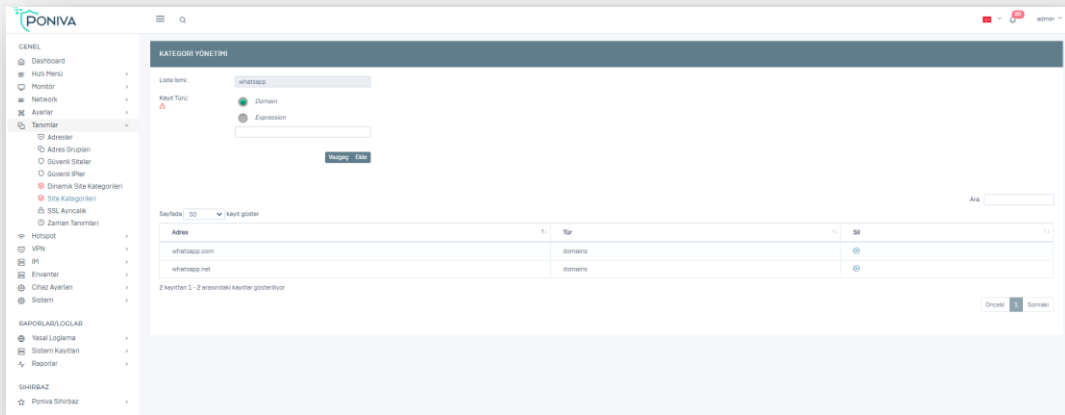 PONIVA
50
admin
GENEL
Dashboard
Hızlı Menü
Monitör
Network
Ayarlar
Tanımlar
Adresler
Adres Grupları
Güvenli Siteler
Güvenli IPler
Dinamik Site Kategorileri
Site Kategorileri
SSL Ayrıcalık
Zaman Tanımları
Hotspot
VPN
IM
Envanter
Cihaz Ayarları
Sistem
RAPORLAR/LOGLAR
Yasal Loglama
Sistem Kayıtları
Raporlar
SİHİRBAZ
Poniva Sihirbaz
KATEGORİ YÖNETİMİ
Liste İsmi: whatsapp
Kayıt Türü: Domain
Expression
Vazgeç Ekle
Ara:
Sayfada 50 kayıt göster
Adres Tür Sil
whatsapp.com domains
whatsapp.net domains
2 kayıttan 1 - 2 arasındaki kayıtlar gösteriliyor
Önceki 1 Sonraki